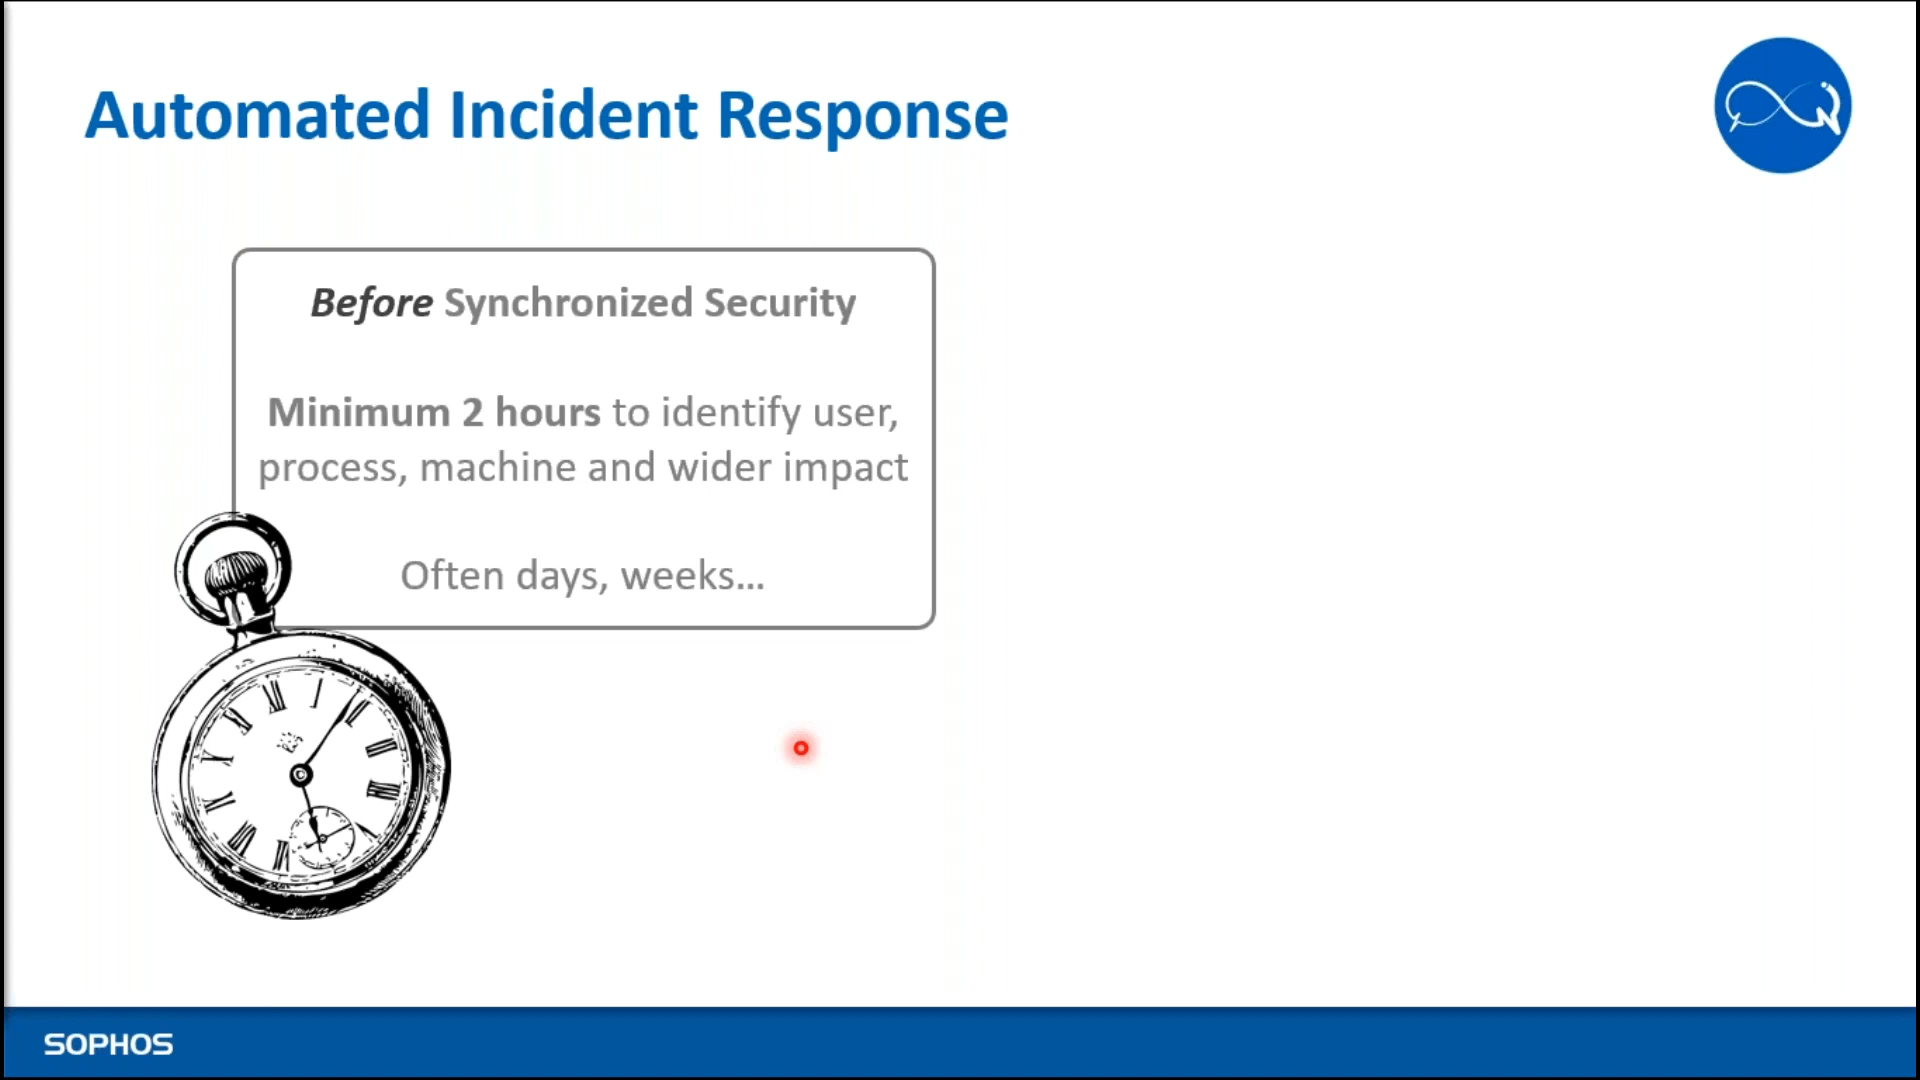 Automated Incident Response
Before Synchronized Security
Minimum 2 hours to identify user,
process, machine and wider impact
Often days, weeks...
SOPHOS